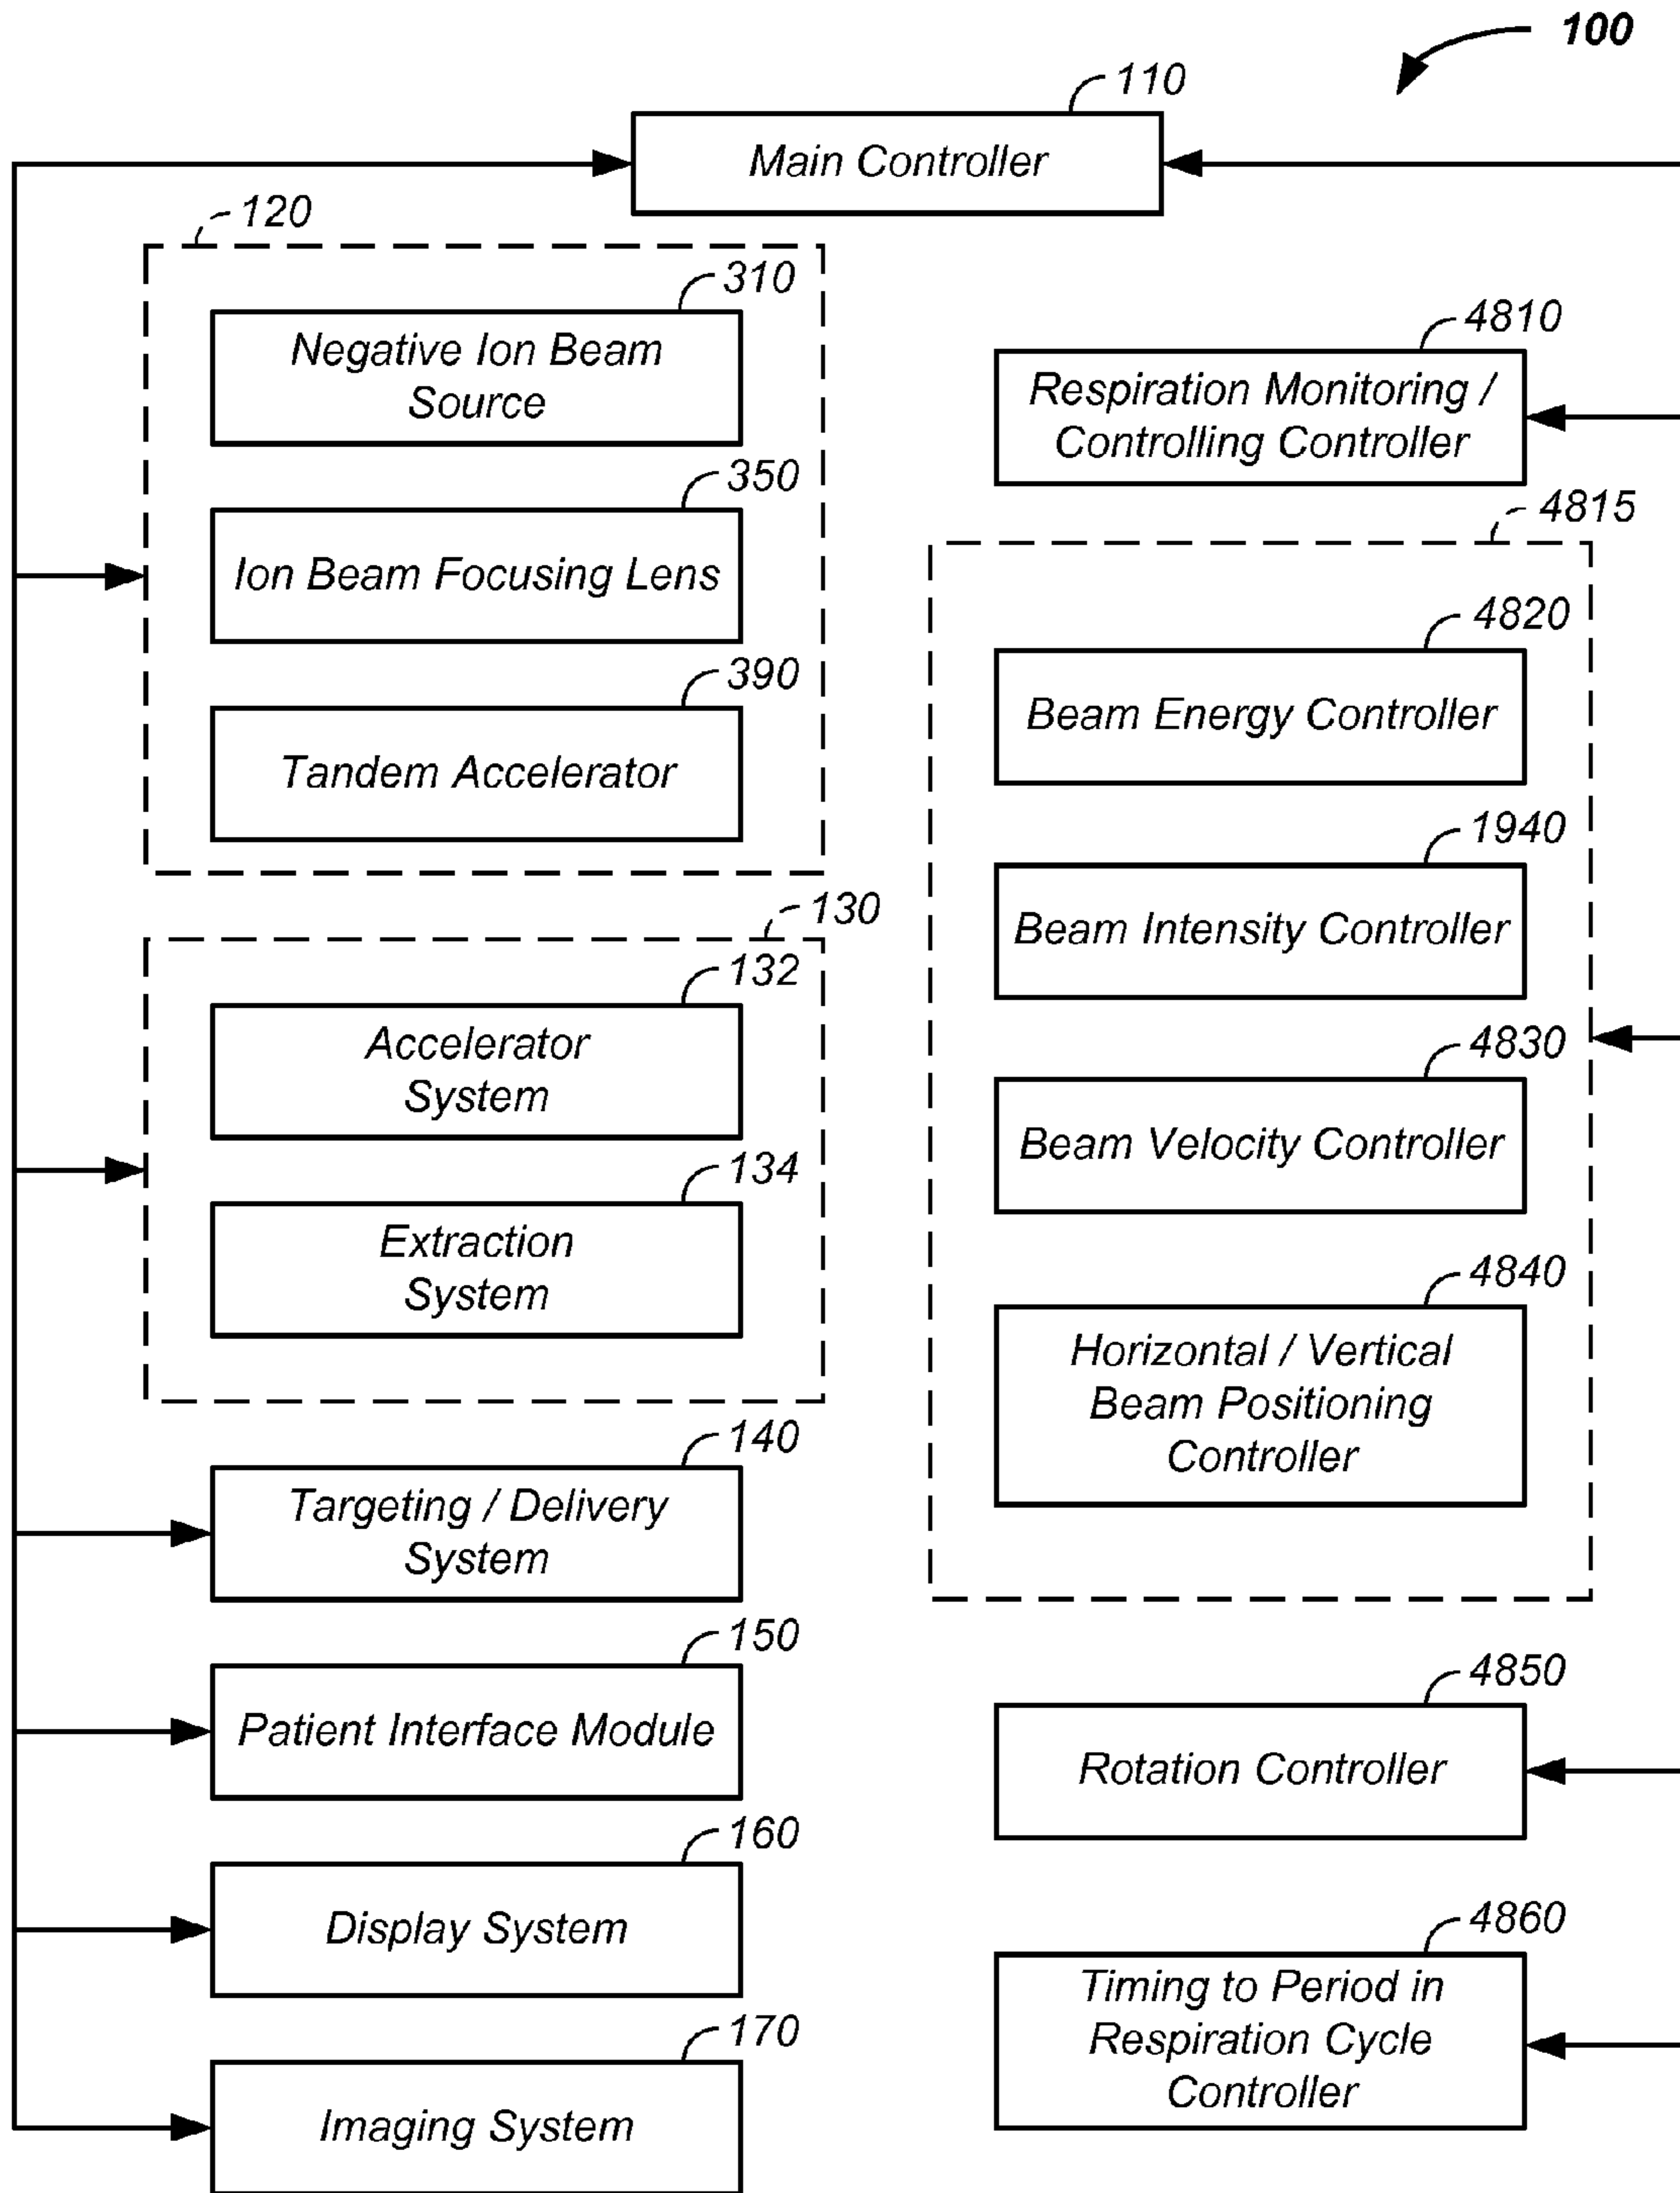 100
110
Main Controller
120
310
Negative Ion Beam
Source
350
Ion Beam Focusing Lens
390
Tandem Accelerator
130
132
Accelerator
System
134
Extraction
System
140
Targeting / Delivery
System
150
Patient Interface Module
160
Display System
170
Imaging System
4810
Respiration Monitoring /
Controlling Controller
4815
4820
Beam Energy Controller
1940
Beam Intensity Controller
4830
Beam Velocity Controller
4840
Horizontal / Vertical
Beam Positioning
Controller
4850
Rotation Controller
4860
Timing to Period in
Respiration Cycle
Controller